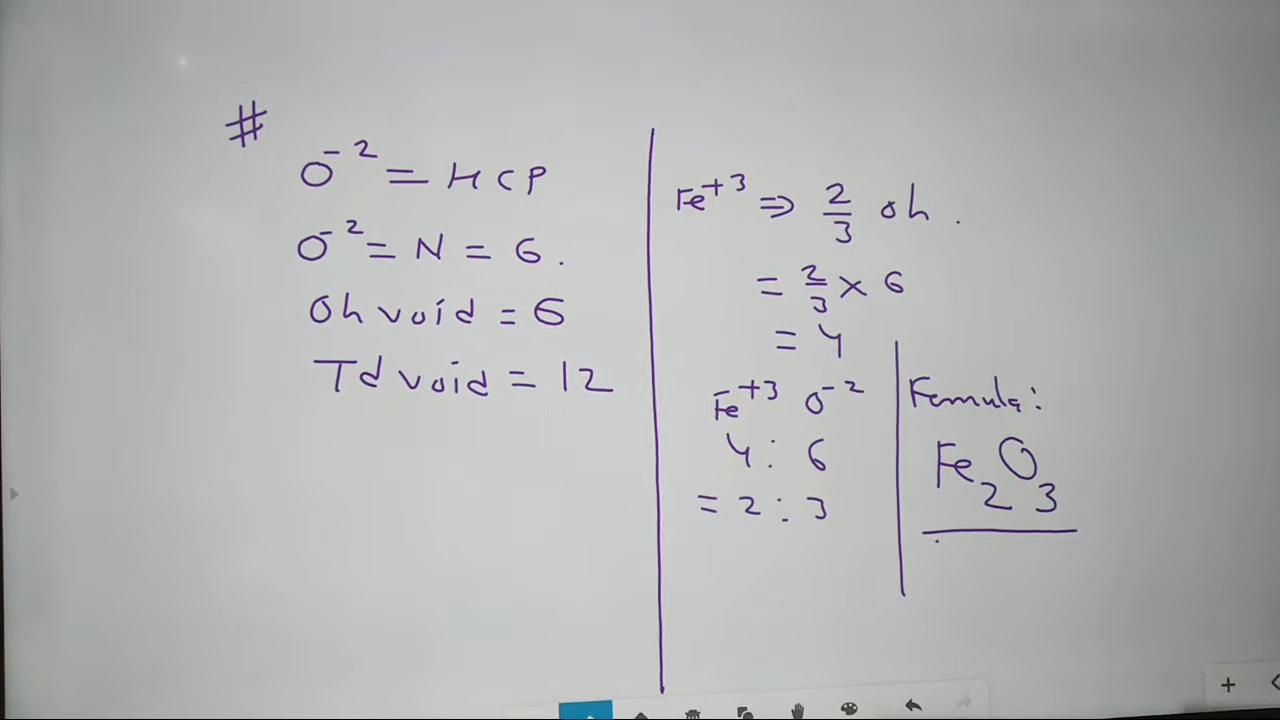 #
O⁻² = HCP
O⁻² = N = 6.
Oh void = 6
Td void = 12
Fe⁺³ ⇒ 2/3 oh.
= 2/3 × 6
= 4
Fe⁺³ O⁻²
4 : 6
= 2 : 3
Formula:
Fe₂O₃